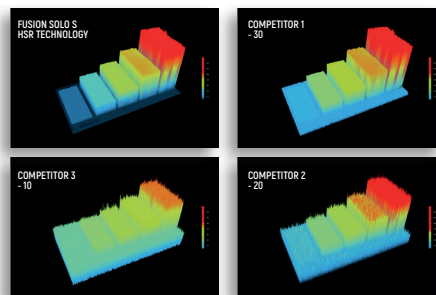 FUSION SOLO S
HSR TECHNOLOGY
COMPETITOR 1
- 30
COMPETITOR 3
- 10
COMPETITOR 2
- 20